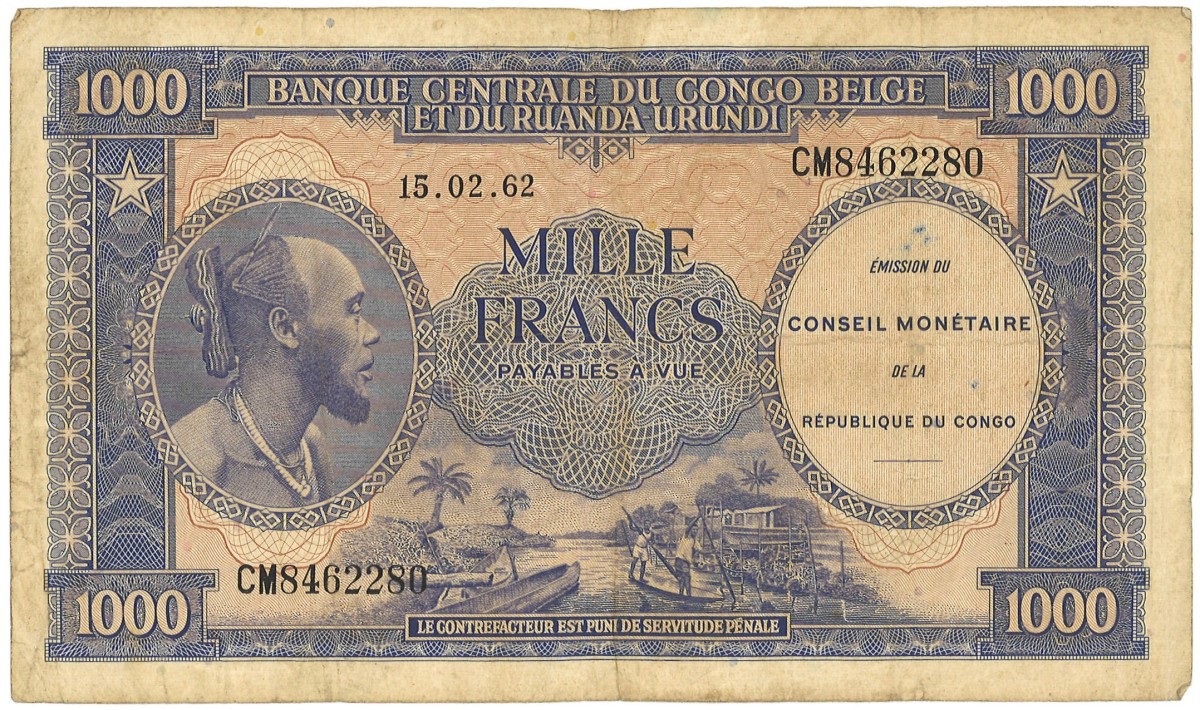 1000
BANQUE CENTRALE DU CONGO BELGE
1000
ET DU RUANDA-URUNDI
CM8462280
15.02.62
MILLE
FRANCS
PAYABLES À VUE
ÉMISSION DU
CONSEIL MONÉTAIRE
DE LA
RÉPUBLIQUE DU CONGO
CM8462280
1000
LE CONTREFACTEUR EST PUNI DE SERVITUDE PÉNALE
1000